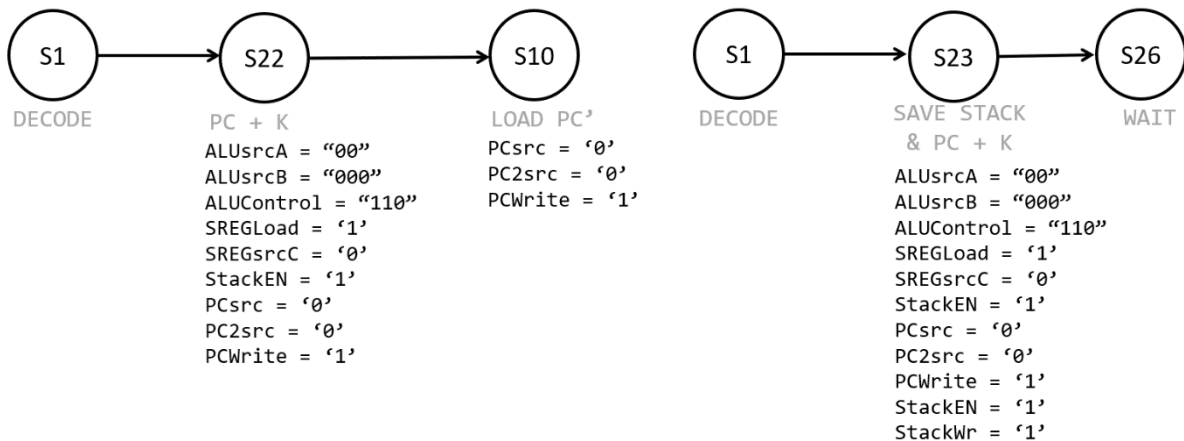 S1
S22
S10
DECODE
PC + K
LOAD PC’
ALUsrcA = “00”
ALUsrcB = “000”
ALUControl = “110”
SREGLoad = ‘1’
SREGsrcC = ‘0’
StackEN = ‘1’
PCsrc = ‘0’
PC2src = ‘0’
PCWrite = ‘1’
PCsrc = ‘0’
PC2src = ‘0’
PCWrite = ‘1’
S1
S23
S26
DECODE
SAVE STACK
& PC + K
WAIT
ALUsrcA = “00”
ALUsrcB = “000”
ALUControl = “110”
SREGLoad = ‘1’
SREGsrcC = ‘0’
StackEN = ‘1’
PCsrc = ‘0’
PC2src = ‘0’
PCWrite = ‘1’
StackEN = ‘1’
StackWr = ‘1’